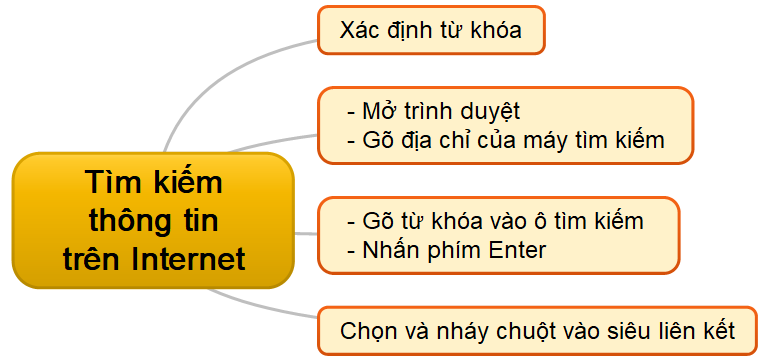 Tìm kiếm
thông tin
trên Internet
Xác định từ khóa
- Mở trình duyệt
- Gõ địa chỉ của máy tìm kiếm
- Gõ từ khóa vào ô tìm kiếm
- Nhấn phím Enter
Chọn và nháy chuột vào siêu liên kết